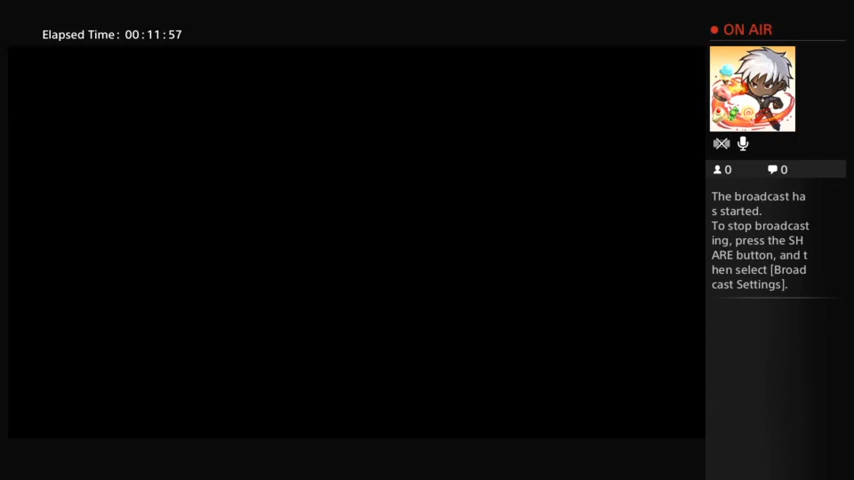 Elapsed Time: 00:11:57
ON AIR
0 0
The broadcast ha
s started.
To stop broadcast
ing, press the SH
ARE button, and t
hen select [Broad
cast Settings].